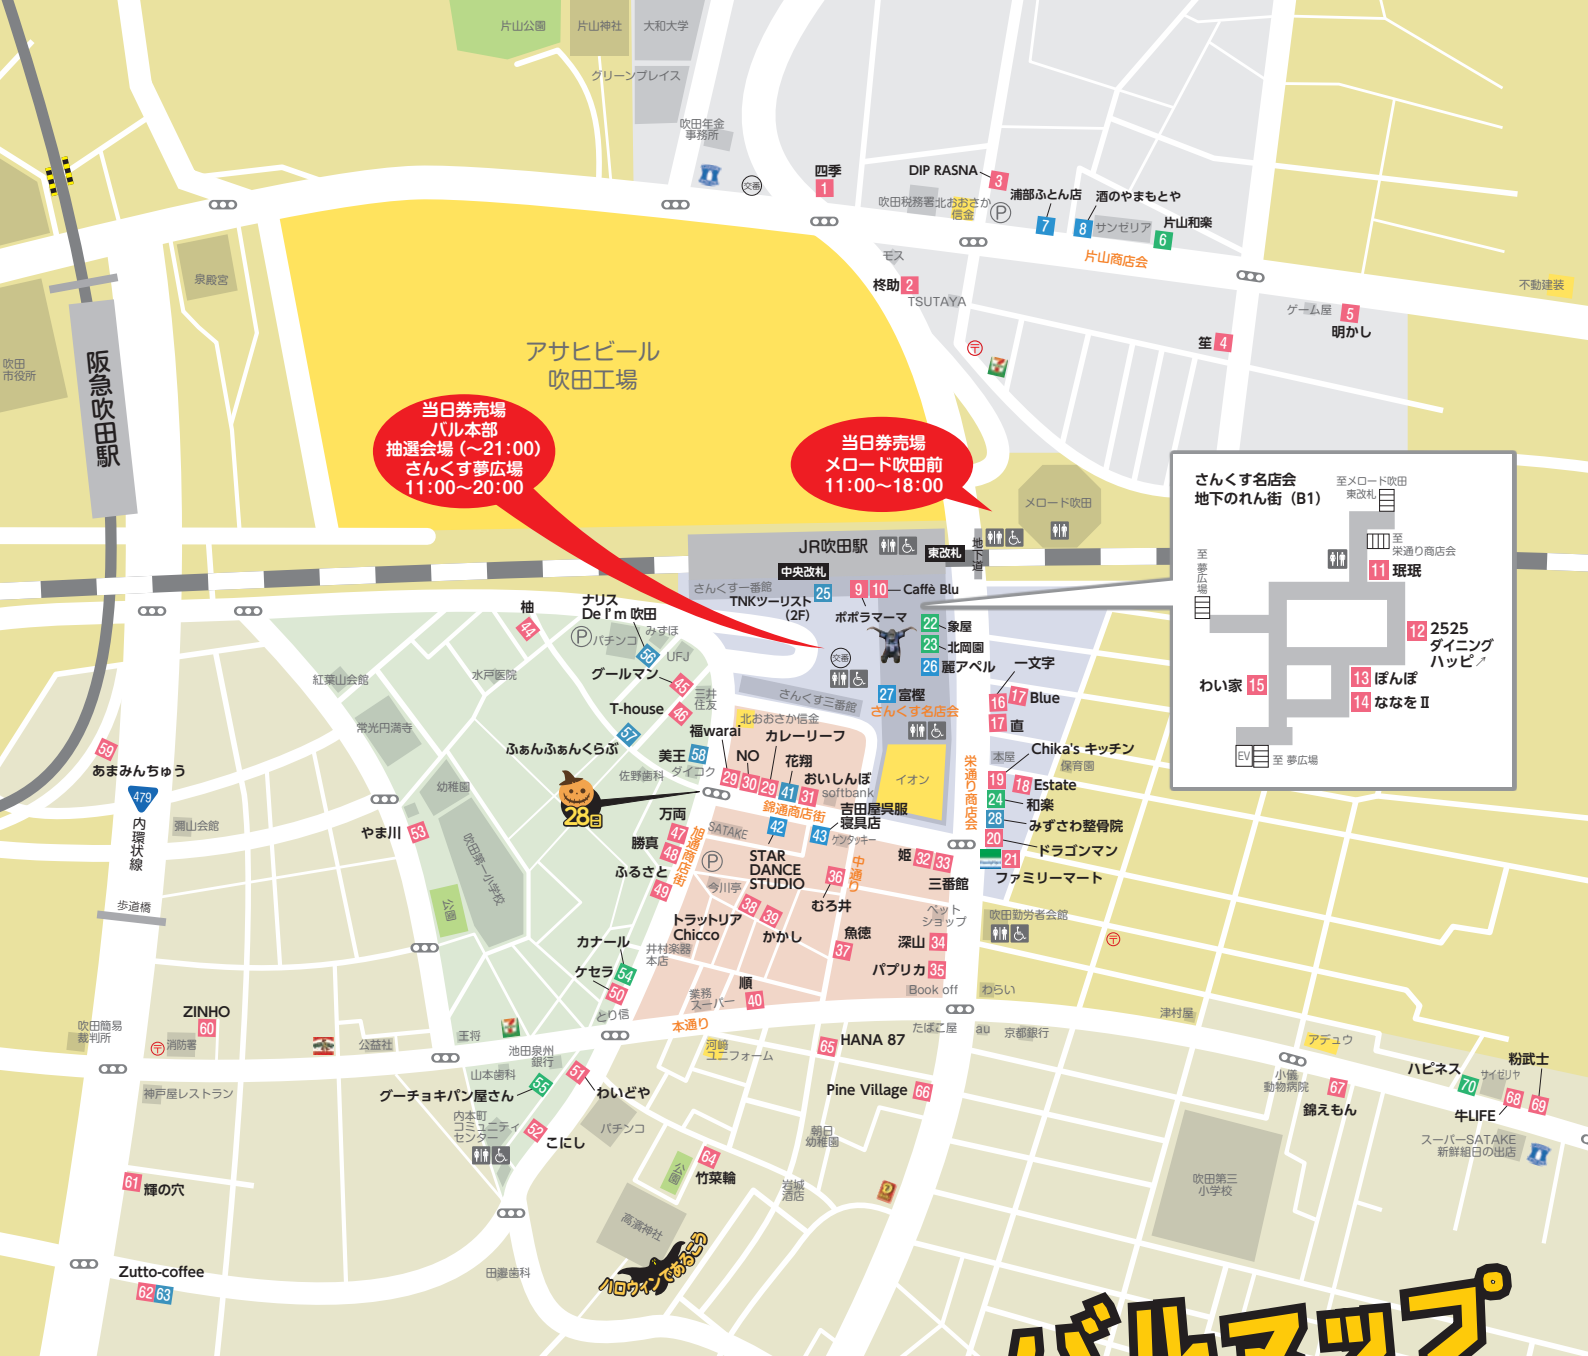 片山公園
片山神社
大和大学
グリーンプレイス
吹田年金
事務所
交番
四季
1
DIP RASNA
3
吹田税務署
北おおさか
信金
P
浦部ふとん店
7
酒のやまもとや
8
サンゼリア
片山和楽
6
片山商店会
モス
柊助 2
TSUTAYA
〒
笙 4
ゲーム屋
5
明かし
不動建装
泉殿宮
吹田
市役所
阪急吹田駅
アサヒビール
吹田工場
当日券売場
バル本部
抽選会場（〜21:00）
さんくす夢広場
11:00〜20:00
当日券売場
メロード吹田前
11:00〜18:00
メロード吹田
JR吹田駅
東改札
地下道
中央改札
さんくす一番館
TNKツーリスト
（2F）
25
9
10
Caffè Blu
ポポラマーマ
22 象屋
23 北岡園
26 麗アペル
交番
27 富樫
さんくす名店会
さんくす三番館
イオン
一文字
16
17 Blue
17 直
本屋
Chika's キッチン
保育園
19
18 Estate
24 和楽
28 みずさわ整骨院
20 ドラゴンマン
21
ファミリーマート
栄通り商店会
さんくす名店会
地下のれん街（B1）
至メロード吹田
東改札
至
栄通り商店会
11 珉珉
至夢広場
12 2525
ダイニング
ハッピ↗
13 ぽんぽ
14 ななをⅡ
わい家 15
EV
至 夢広場
柚
44
ナリス
De I'm 吹田
P
パチンコ
みずほ
56
UFJ
グールマン
45
三井
住友
T-house
46
57
ふぁんふぁんくらぶ
水戸医院
紅葉山会館
常光円満寺
幼稚園
福warai
美王 58
佐野歯科
ダイコク
北おおさか信金
カレーリーフ
NO
花翔
おいしんぼ
29
30
29
41
31
softbank
錦通商店街
吉田屋呉服
寝具店
42
43
ケンタッキー
STAR
DANCE
STUDIO
28日
万両
47
勝真
48
ふるさと
49
旭通商店街
SATAKE
P
今川亭
38
39
かかし
トラットリア
Chicco
36
むろ井
中通り
姫 32
33
三番館
ペット
ショップ
魚徳
37
深山 34
パプリカ 35
Book off
順
40
業務
スーパー
井村楽器
本店
カナール
54
ケセラ
50
とり信
本通り
59
あまみんちゅう
479
内環状線
彌山会館
やま川 53
吹田第一小学校
公園
歩道橋
吹田勤労者会館
〒
わらい
津村屋
たばこ屋
au
京都銀行
吹田簡易
裁判所
ZINHO
60
〒
消防署
公益社
王将
池田泉州
銀行
山本歯科
神戸屋レストラン
グーチョキパン屋さん
55
51
わいどや
内本町
コミュニティ
センター
52
こにし
パチンコ
河﨑
ユニフォーム
65 HANA 87
Pine Village 66
朝日
幼稚園
64
竹菜輪
公園
高濱神社
岩城
酒店
ハロウィンであるこう
61 輝の穴
Zutto-coffee
62
63
田邉歯科
アデュウ
小儀
動物病院
67
錦えもん
ハピネス
70
サイゼリヤ
粉武士
牛LIFE
68
69
スーパーSATAKE
新鮮組日の出店
吹田第三
小学校
バルマップ